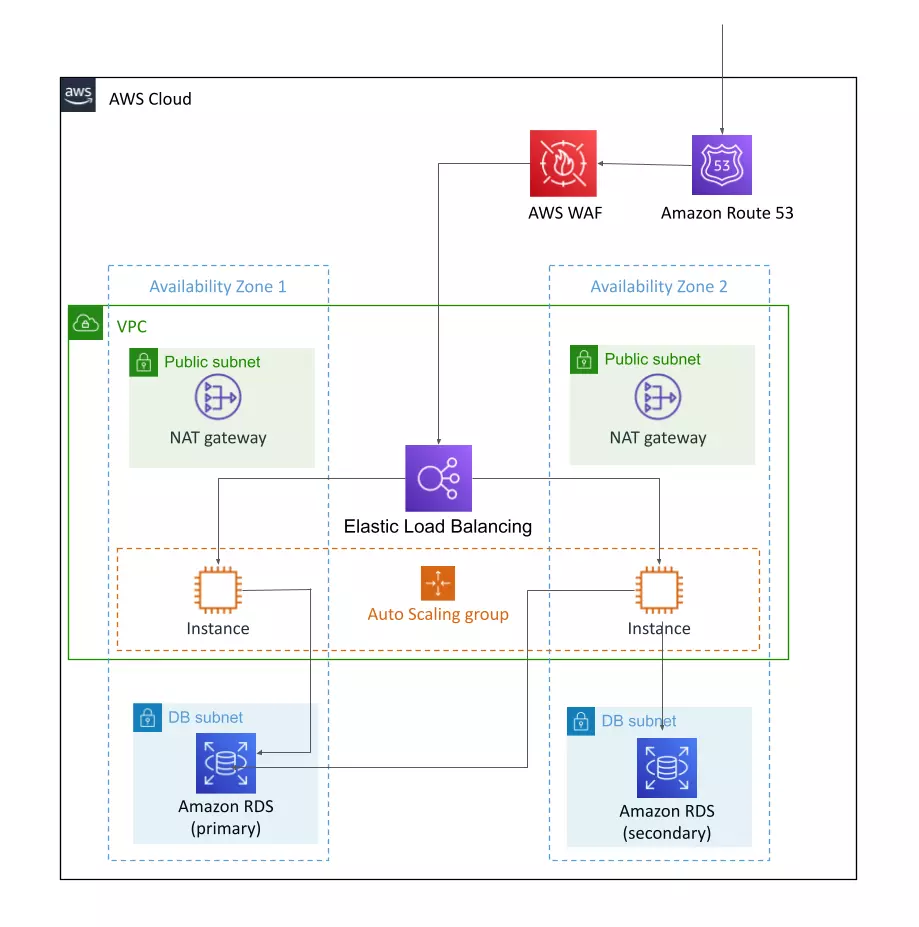 aws
AWS Cloud
53
AWS WAF
Amazon Route 53
Availability Zone 1
Availability Zone 2
VPC
Public subnet
Public subnet
NAT gateway
NAT gateway
Elastic Load Balancing
Auto Scaling group
Instance
Instance
DB subnet
DB subnet
Amazon RDS
(primary)
Amazon RDS
(secondary)